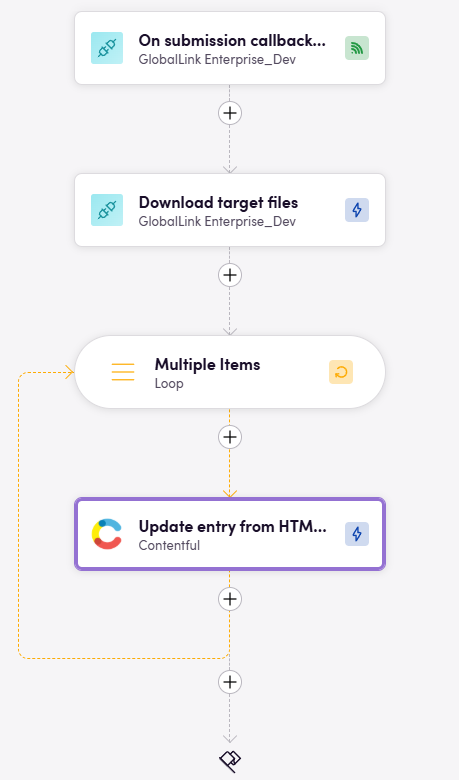 On submission callback...
GlobalLink Enterprise_Dev
Download target files
GlobalLink Enterprise_Dev
Multiple Items
Loop
Update entry from HTM...
Contentful